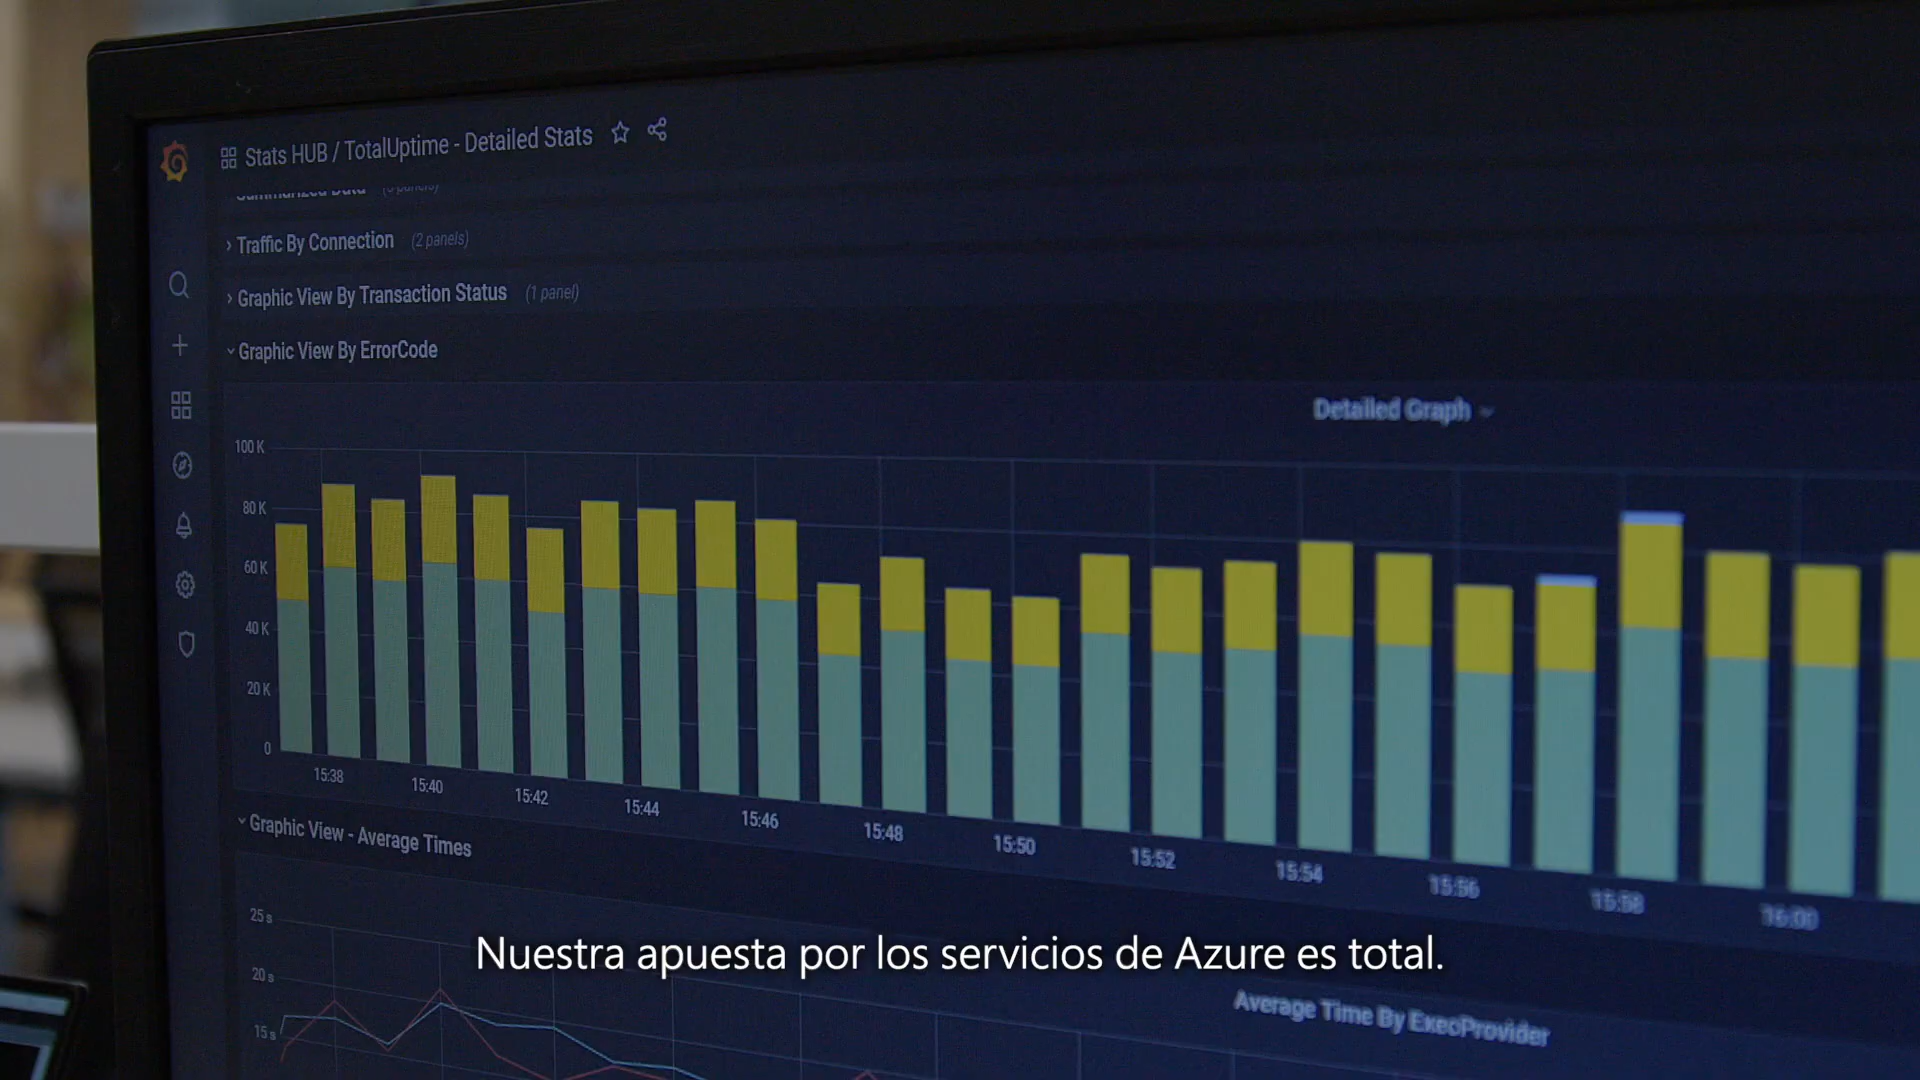 Stats HUB / TotalUptime - Detailed Stats
Summarized Data
Traffic By Connection (2 panels)
Graphic View By Transaction Status (1 panel)
Graphic View By ErrorCode
Detailed Graph
100 K
80 K
60 K
40 K
20 K
0
15:38 15:40 15:42 15:44 15:46 15:48 15:50 15:52 15:54 15:56 15:58 16:00
Graphic View - Average Times
25 s
Nuestra apuesta por los servicios de Azure es total.
20 s
Average Time By ExecProvider
15 s